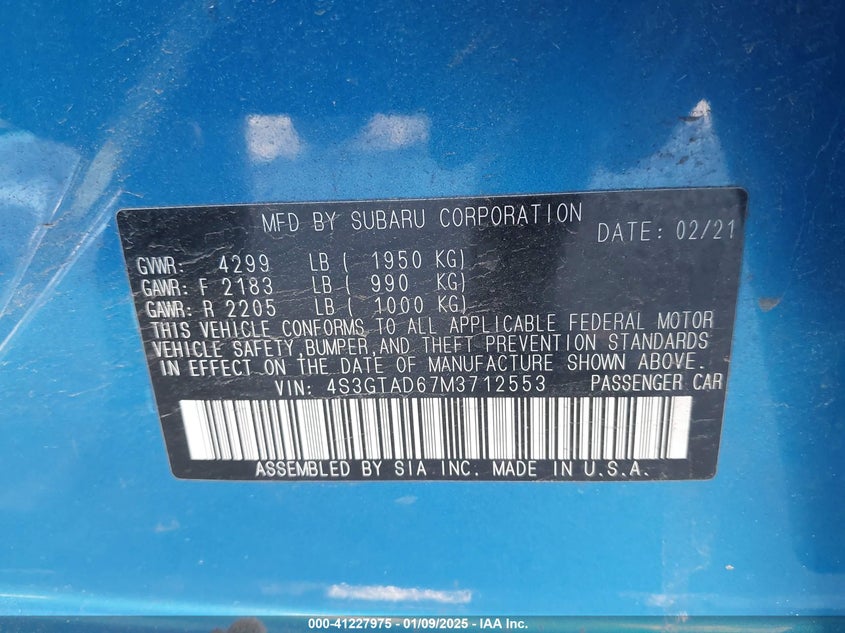 MFD BY SUBARU CORPORATION DATE: 02/21
GVWR: 4299 LB ( 1950 KG)
GAWR: F 2183 LB ( 990 KG)
GAWR: R 2205 LB ( 1000 KG)
THIS VEHICLE CONFORMS TO ALL APPLICABLE FEDERAL MOTOR
VEHICLE SAFETY,BUMPER,AND THEFT PREVENTION STANDARDS
IN EFFECT ON THE DATE OF MANUFACTURE SHOWN ABOVE.
VIN: 4S3GTAD67M3712553 PASSENGER CAR
ASSEMBLED BY SIA INC. MADE IN U.S.A.
000-41227975 - 01/09/2025 - IAA Inc.